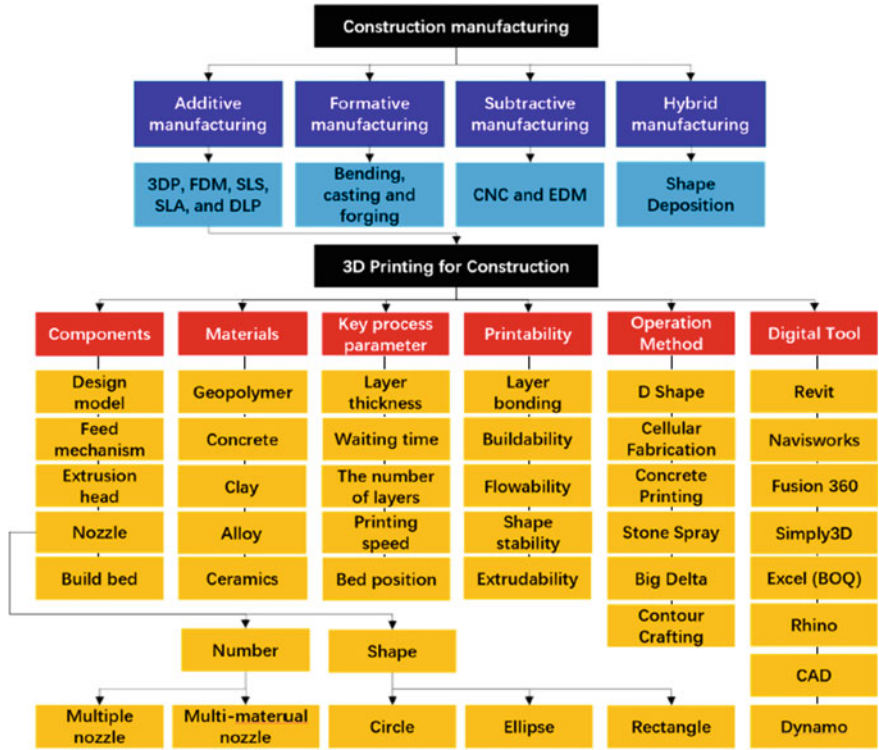 Construction manufacturing
Additive
manufacturing
Formative
manufacturing
Subtractive
manufacturing
Hybrid
manufacturing
3DP, FDM, SLS,
SLA, and DLP
Bending,
casting and
forging
CNC and EDM
Shape
Deposition
3D Printing for Construction
Components
Materials
Key process
parameter
Printability
Operation
Method
Digital Tool
Design
model
Geopolymer
Layer
thickness
Layer
bonding
D Shape
Revit
Feed
mechanism
Concrete
Waiting time
Buildability
Cellular
Fabrication
Navisworks
Extrusion
head
Clay
The number
of layers
Flowability
Concrete
Printing
Fusion 360
Nozzle
Alloy
Printing
speed
Shape
stability
Stone Spray
Simply3D
Build bed
Ceramics
Bed position
Extrudability
Big Delta
Excel (BOQ)
Contour
Crafting
Rhino
Number
Shape
CAD
Multiple
nozzle
Multi-materual
nozzle
Circle
Ellipse
Rectangle
Dynamo